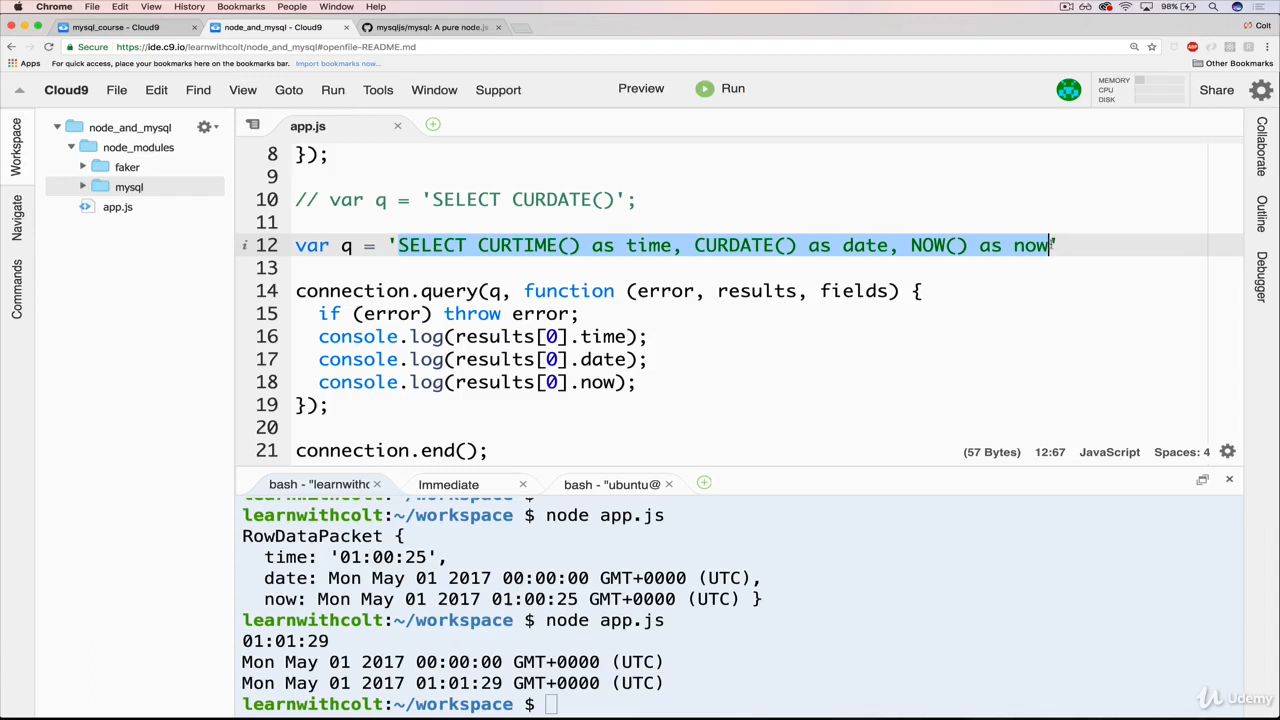 Chrome File Edit View History Bookmarks People Window Help 98%
mysql_course - Cloud9 node_and_mysql - Cloud9 mysqljs/mysql: A pure node.js Colt
Secure https://ide.c9.io/learnwithcolt/node_and_mysql#openfile-README.md
Apps For quick access, place your bookmarks here on the bookmarks bar. Import bookmarks now... Other Bookmarks
Cloud9 File Edit Find View Goto Run Tools Window Support Preview Run MEMORY CPU DISK Share
Workspace
Navigate
Commands
node_and_mysql
node_modules
faker
mysql
app.js
app.js
8 });
9
10 // var q = 'SELECT CURDATE()';
11
12 var q = 'SELECT CURTIME() as time, CURDATE() as date, NOW() as now'
13
14 connection.query(q, function (error, results, fields) {
15 if (error) throw error;
16 console.log(results[0].time);
17 console.log(results[0].date);
18 console.log(results[0].now);
19 });
20
21 connection.end();
(57 Bytes) 12:67 JavaScript Spaces: 4
Collaborate
Outline
Debugger
bash - "learnwithc Immediate bash - "ubuntu@
learnwithcolt:~/workspace $
learnwithcolt:~/workspace $ node app.js
RowDataPacket {
time: '01:00:25',
date: Mon May 01 2017 00:00:00 GMT+0000 (UTC),
now: Mon May 01 2017 01:00:25 GMT+0000 (UTC) }
learnwithcolt:~/workspace $ node app.js
01:01:29
Mon May 01 2017 00:00:00 GMT+0000 (UTC)
Mon May 01 2017 01:01:29 GMT+0000 (UTC)
learnwithcolt:~/workspace $
Udemy